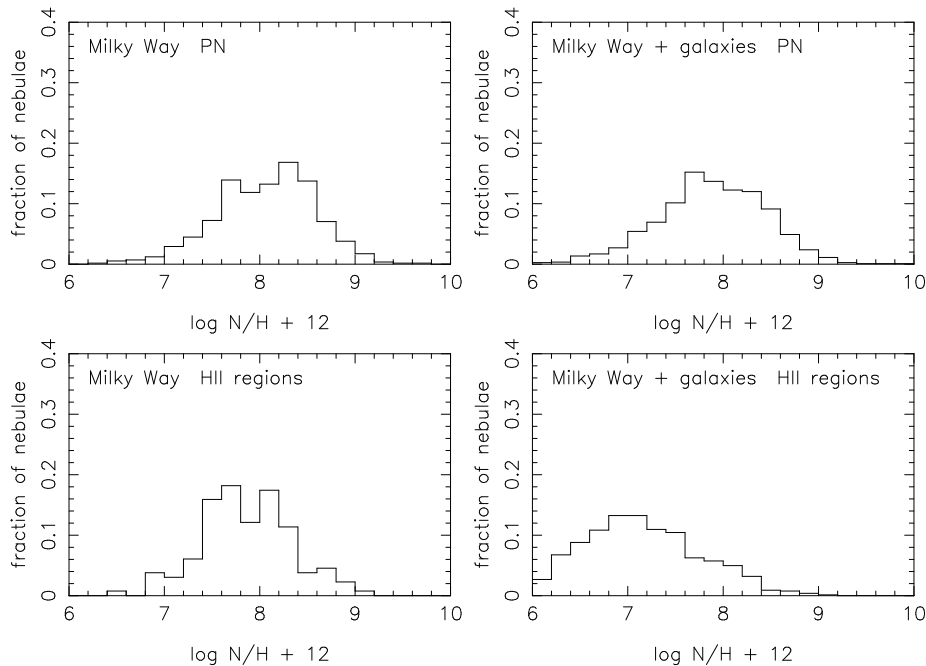 0.4
0.3
0.2
0.1
0
fraction of nebulae
Milky Way PN
6 7 8 9 10
log N/H + 12
0.4
0.3
0.2
0.1
0
fraction of nebulae
Milky Way + galaxies PN
6 7 8 9 10
log N/H + 12
0.4
0.3
0.2
0.1
0
fraction of nebulae
Milky Way HII regions
6 7 8 9 10
log N/H + 12
0.4
0.3
0.2
0.1
0
fraction of nebulae
Milky Way + galaxies HII regions
6 7 8 9 10
log N/H + 12